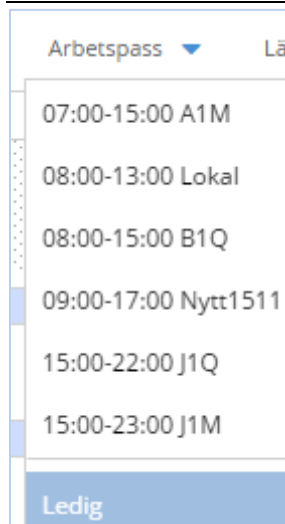 Arbetspass Lä
07:00-15:00 A1M
08:00-13:00 Lokal
08:00-15:00 B1Q
09:00-17:00 Nytt1511
15:00-22:00 J1Q
15:00-23:00 J1M
Ledig